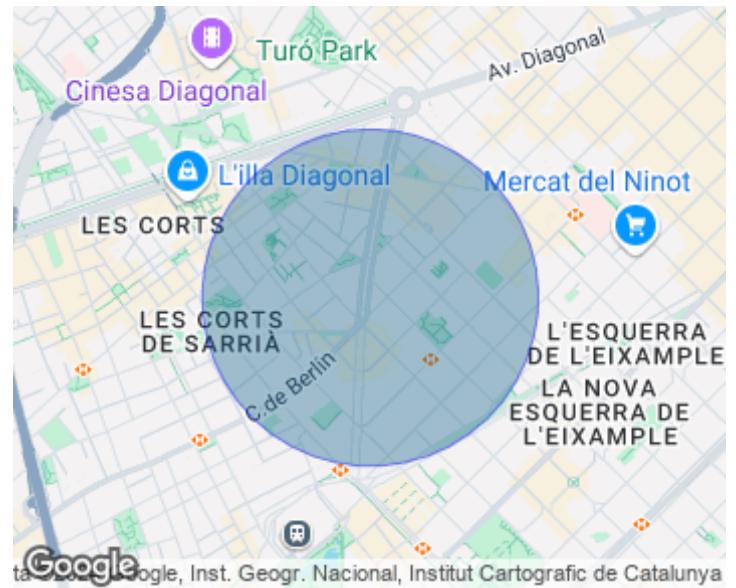 Turó Park
Av. Diagonal
Cinesa Diagonal
L'illa Diagonal
Mercat del Ninot
LES CORTS
LES CORTS
DE SARRIÀ
L'ESQUERRA
DE L'EIXAMPLE
C.de Berlin
LA NOVA
ESQUERRA DE
L'EIXAMPLE
Google
Google, Inst. Geogr. Nacional, Institut Cartografic de Catalunya